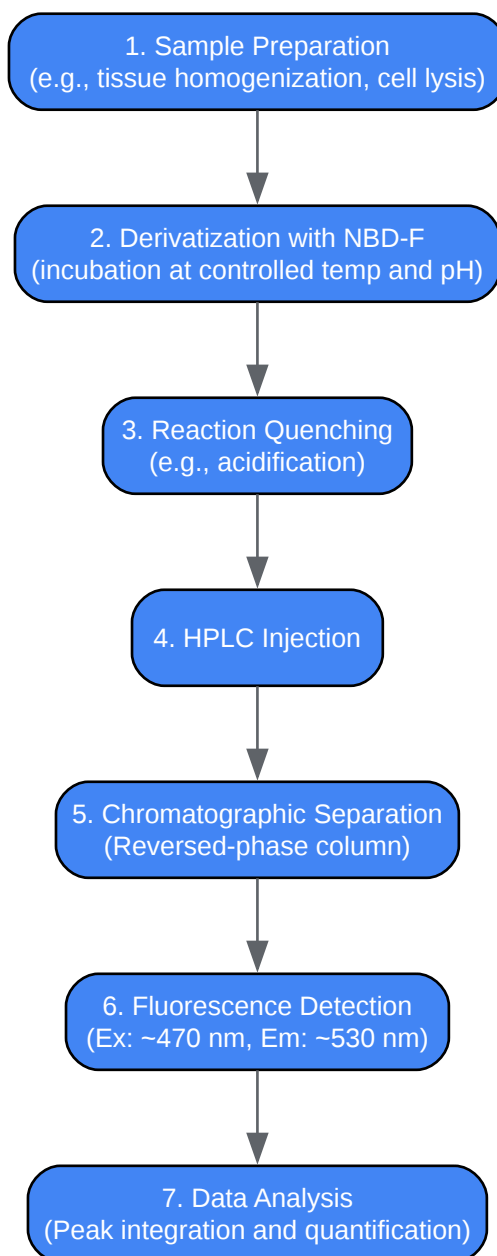 1. Sample Preparation
(e.g., tissue homogenization, cell lysis)
2. Derivatization with NBD-F
(incubation at controlled temp and pH)
3. Reaction Quenching
(e.g., acidification)
4. HPLC Injection
5. Chromatographic Separation
(Reversed-phase column)
6. Fluorescence Detection
(Ex: ~470 nm, Em: ~530 nm)
7. Data Analysis
(Peak integration and quantification)